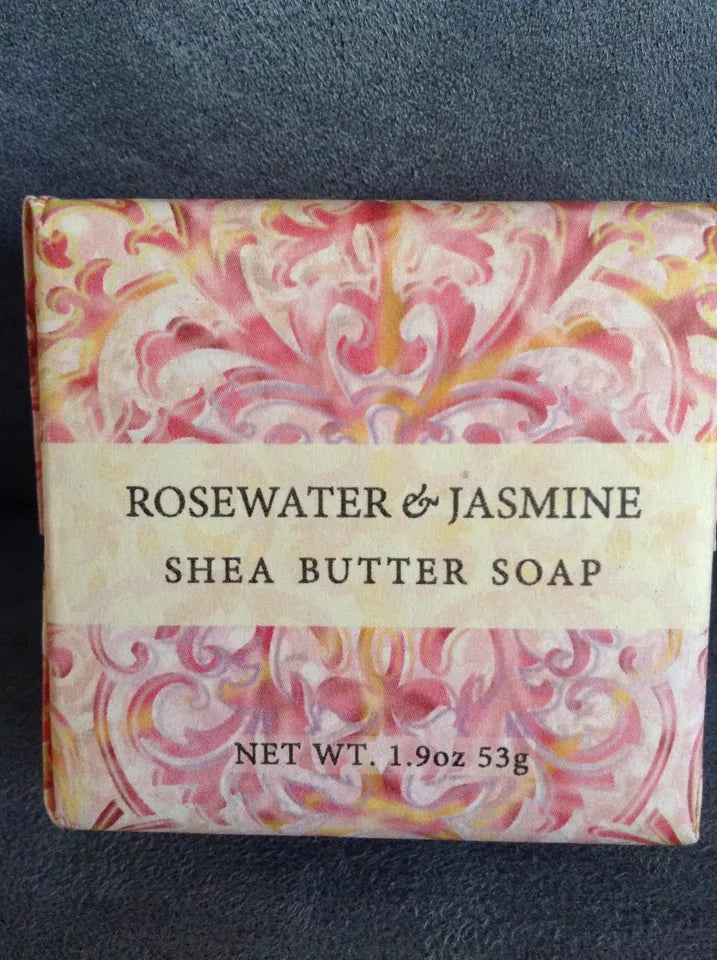 ROSEWATER & JASMINE
SHEA BUTTER SOAP
NET WT. 1.9oz 53g